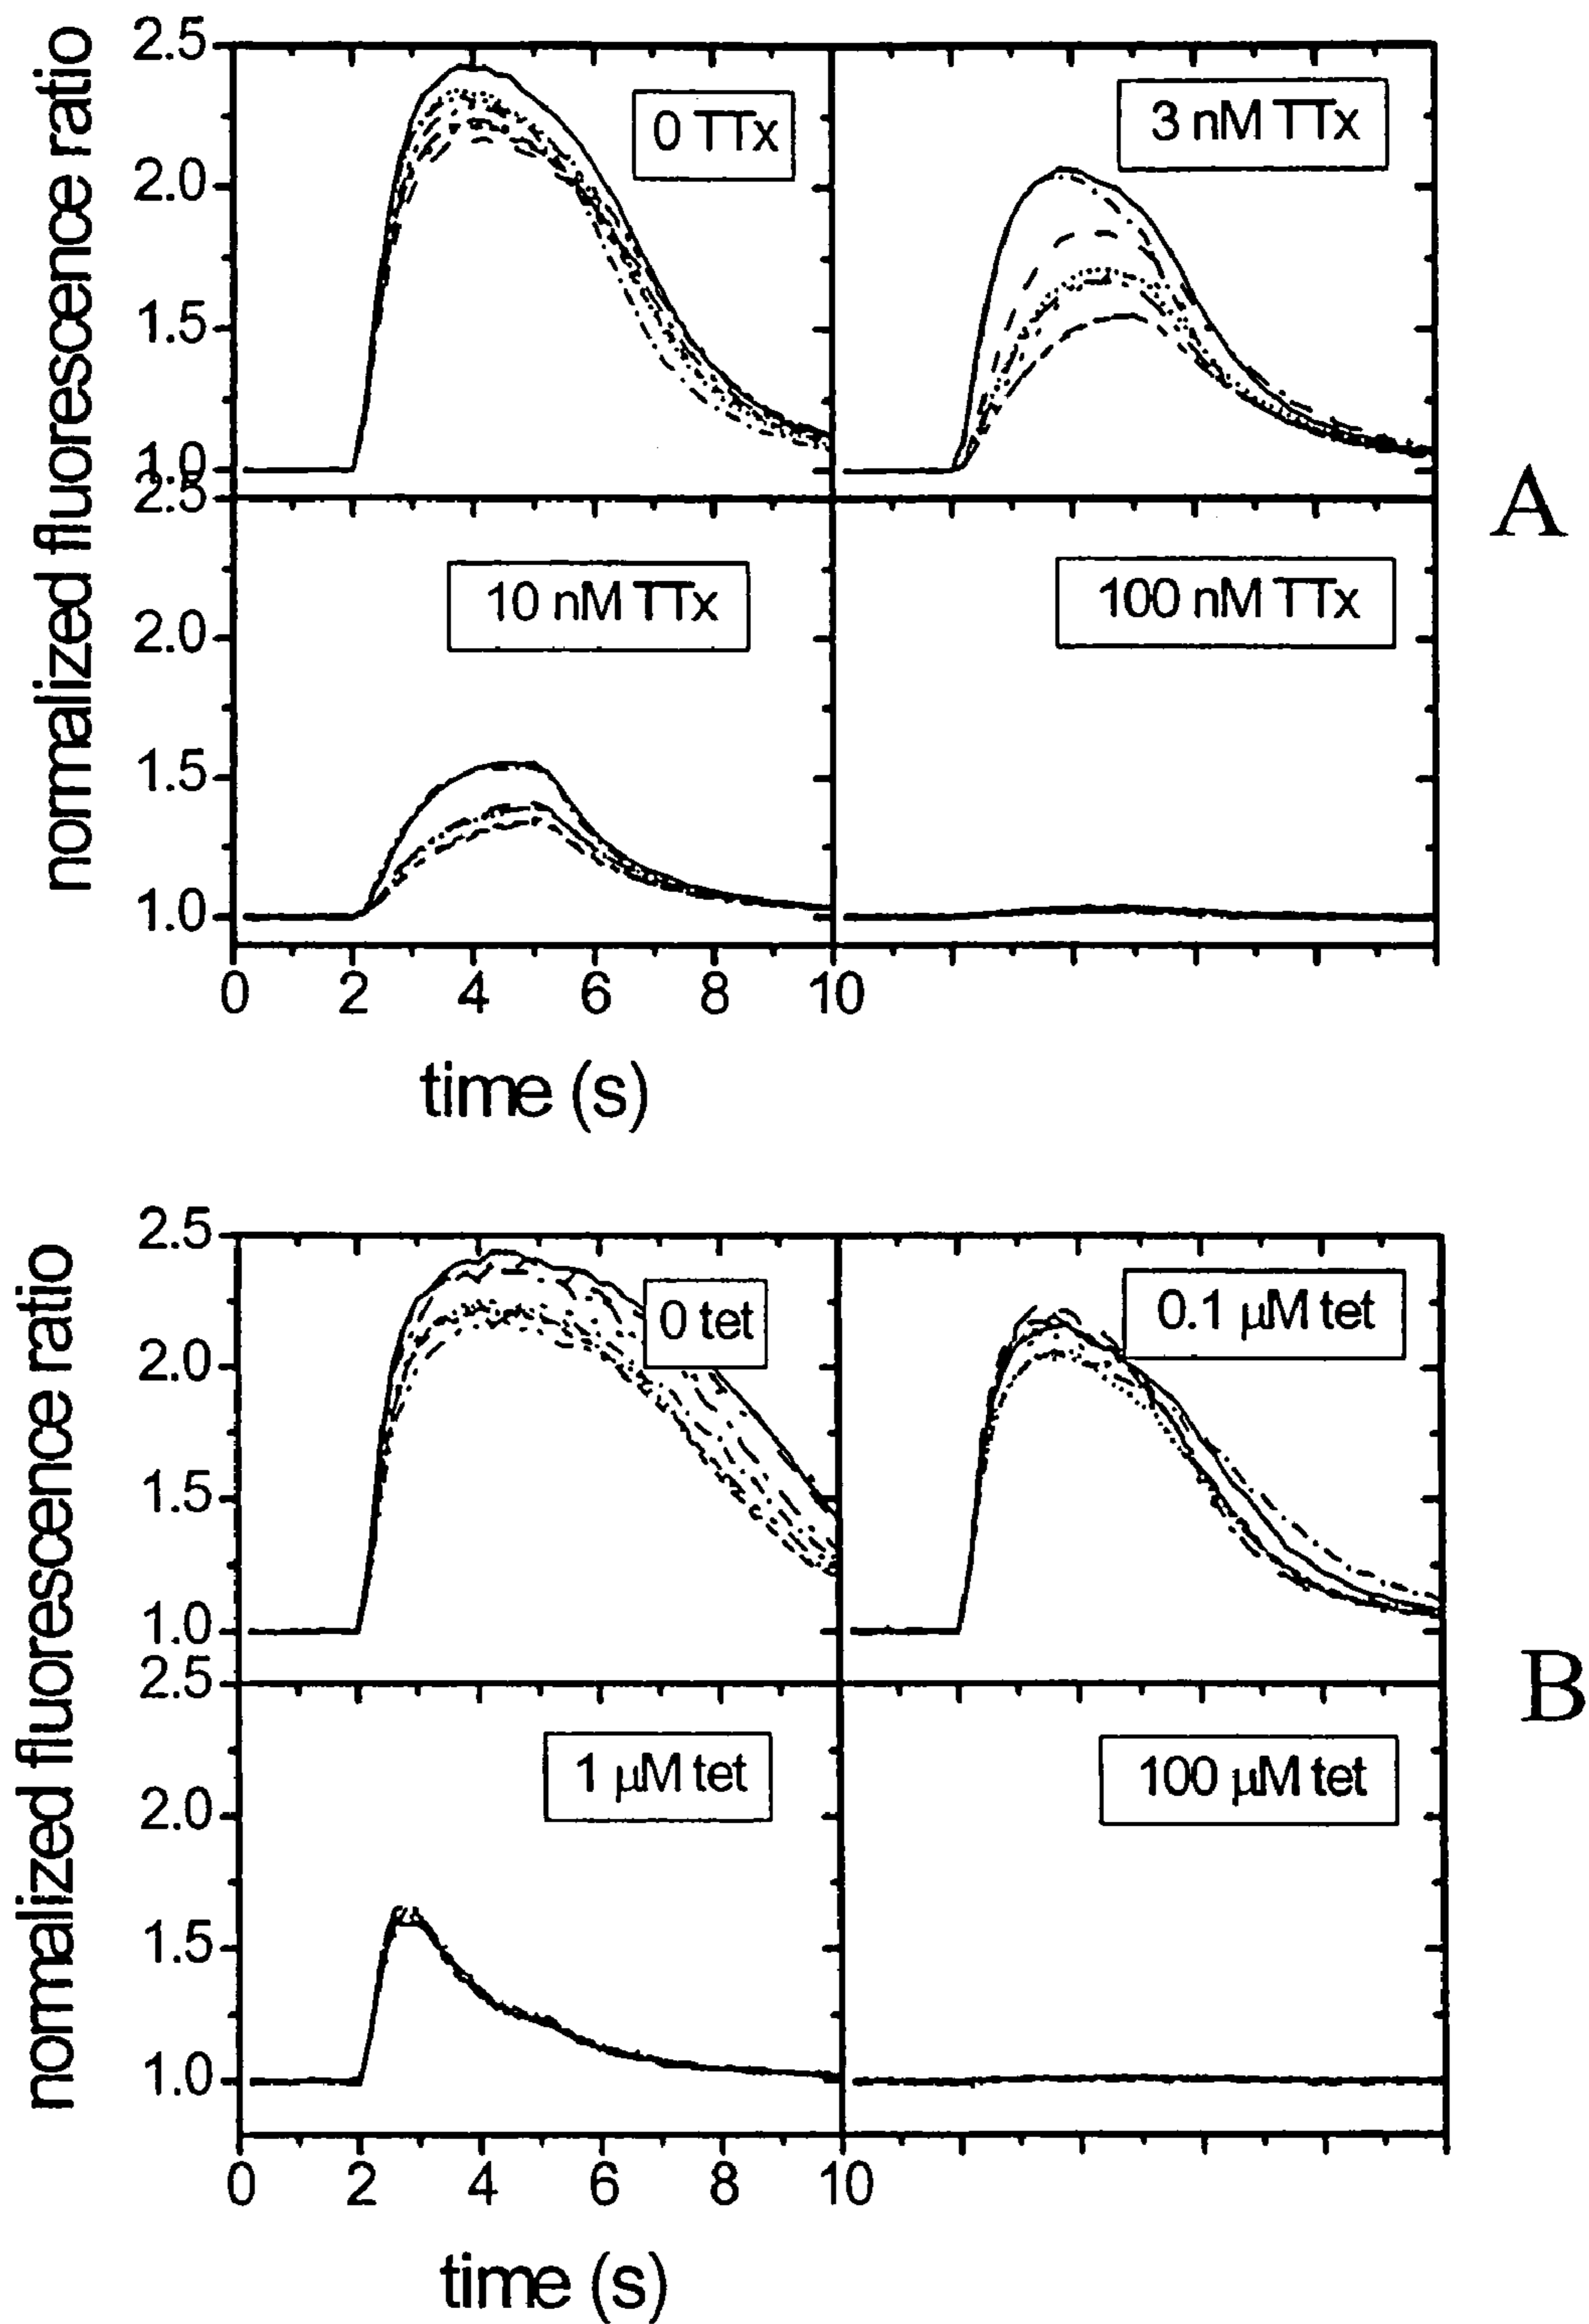 normalized fluorescence ratio
2.5
2.0
1.5
1.0
0 TTx
3 nM TTx
A
2.5
2.0
1.5
1.0
10 nM TTx
100 nM TTx
0 2 4 6 8 10
time (s)
normalized fluorescence ratio
2.5
2.0
1.5
1.0
0 tet
0.1 µM tet
B
2.5
2.0
1.5
1.0
1 µM tet
100 µM tet
0 2 4 6 8 10
time (s)